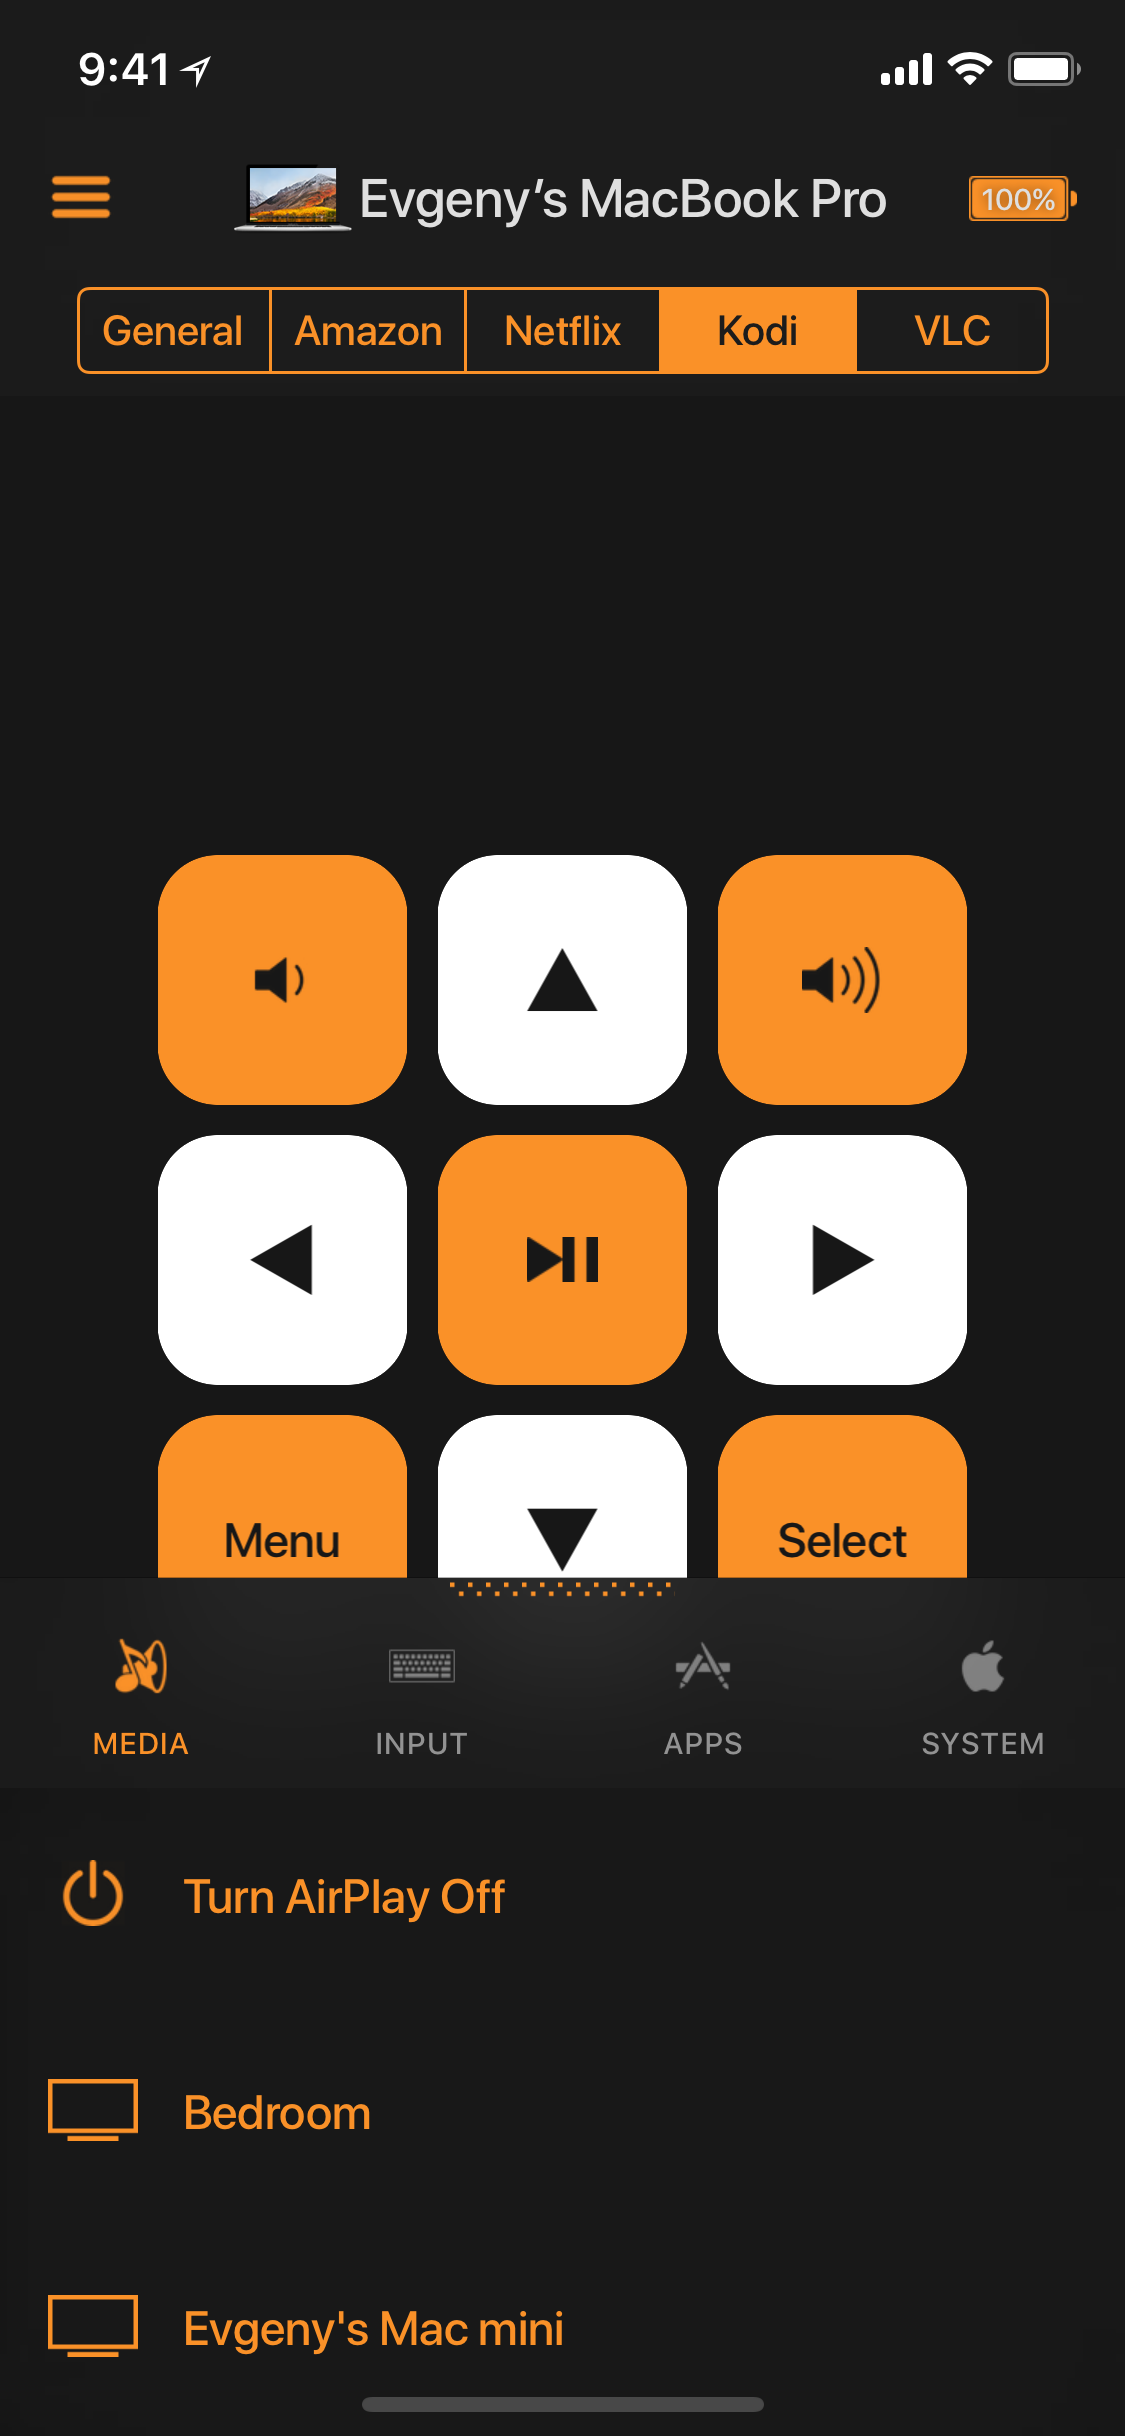 9:41
Evgeny‘s MacBook Pro
100%
General
Amazon
Netflix
Kodi
VLC
Menu
Select
MEDIA
INPUT
APPS
SYSTEM
Turn AirPlay Off
Bedroom
Evgeny's Mac mini